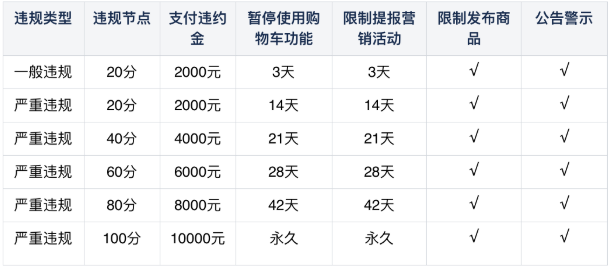 违规类型 违规节点 支付违约金 暂停使用购物车功能 限制提报营销活动 限制发布商品 公告警示
一般违规 20分 2000元 3天 3天 √ √
严重违规 20分 2000元 14天 14天 √ √
严重违规 40分 4000元 21天 21天 √ √
严重违规 60分 6000元 28天 28天 √ √
严重违规 80分 8000元 42天 42天 √ √
严重违规 100分 10000元 永久 永久 √ √